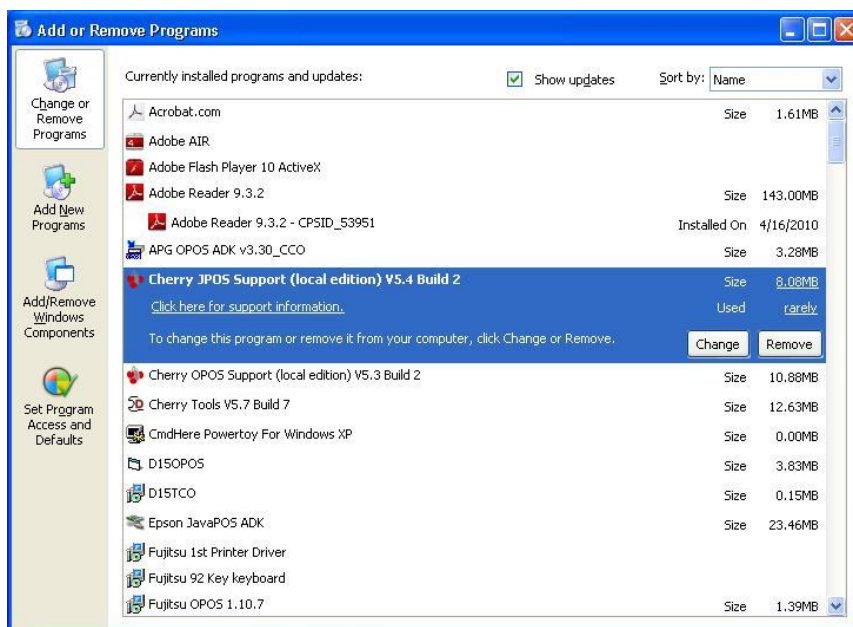 Add or Remove Programs
Change or
Remove
Programs
Add New
Programs
Add/Remove
Windows
Components
Set Program
Access and
Defaults
Currently installed programs and updates: Show updates Sort by: Name
Acrobat.com Size 1.61MB
Adobe AIR
Adobe Flash Player 10 ActiveX
Adobe Reader 9.3.2 Size 143.00MB
Adobe Reader 9.3.2 - CPSID_53951 Installed On 4/16/2010
APG OPOS ADK v3.30_CCO Size 3.28MB
Cherry JPOS Support (local edition) V5.4 Build 2 Size 8.08MB
Click here for support information. Used rarely
To change this program or remove it from your computer, click Change or Remove. Change Remove
Cherry OPOS Support (local edition) V5.3 Build 2 Size 10.88MB
Cherry Tools V5.7 Build 7 Size 12.63MB
CmdHere Powertoy For Windows XP Size 0.00MB
D15OPOS Size 3.83MB
D15TCO Size 0.15MB
Epson JavaPOS ADK Size 23.46MB
Fujitsu 1st Printer Driver
Fujitsu 92 Key keyboard
Fujitsu OPOS 1.10.7 Size 1.39MB